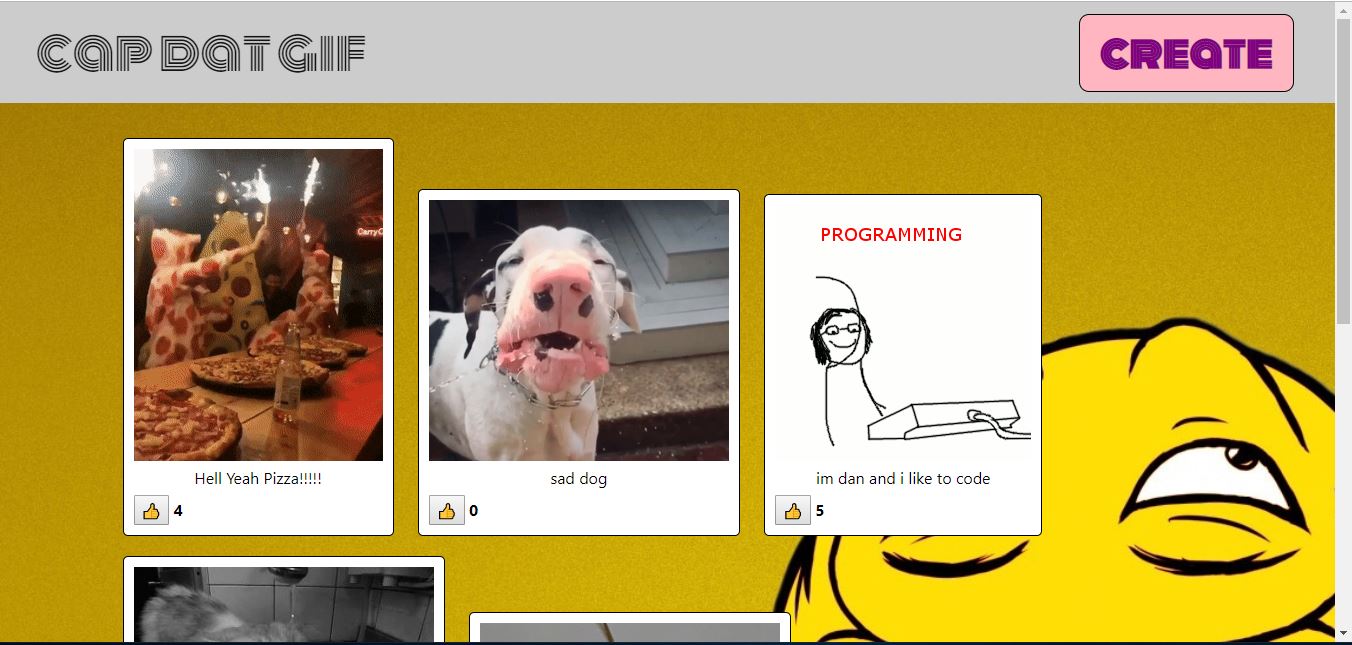 CAP DAT GIF
CREATE
CarryO
PROGRAMMING
Hell Yeah Pizza!!!!!
sad dog
im dan and i like to code
4
0
5